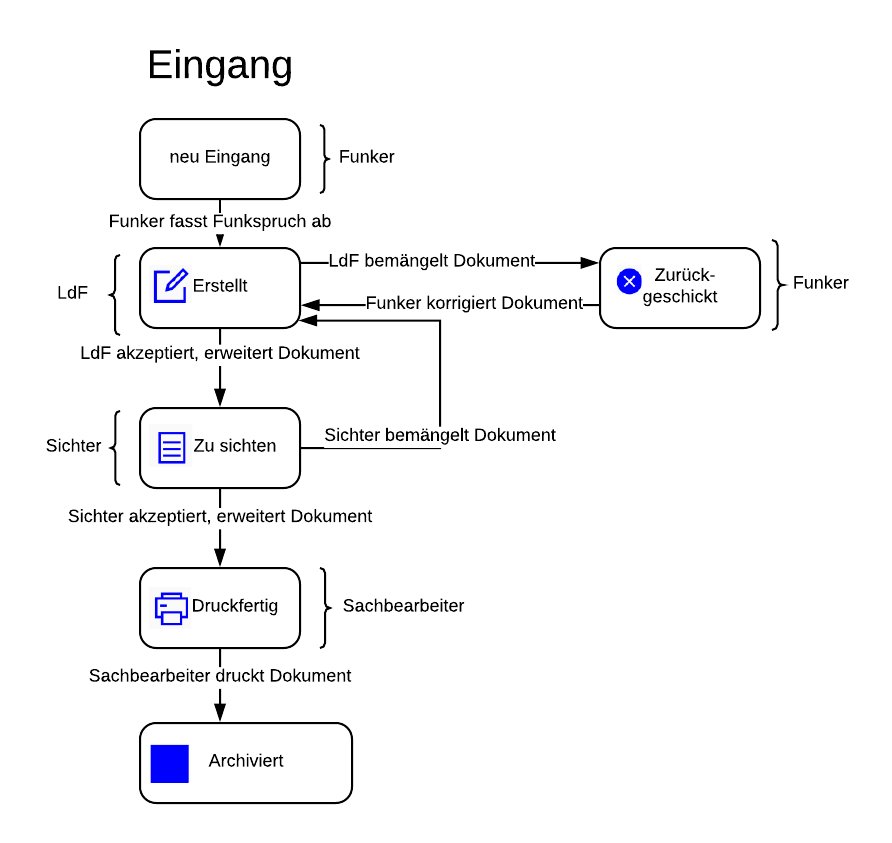 Eingang
neu Eingang
Funker
Funker fasst Funkspruch ab
LdF
Erstellt
LdF bemängelt Dokument
Zurück-
geschickt
Funker
Funker korrigiert Dokument
LdF akzeptiert, erweitert Dokument
Sichter
Zu sichten
Sichter bemängelt Dokument
Sichter akzeptiert, erweitert Dokument
Druckfertig
Sachbearbeiter
Sachbearbeiter druckt Dokument
Archiviert